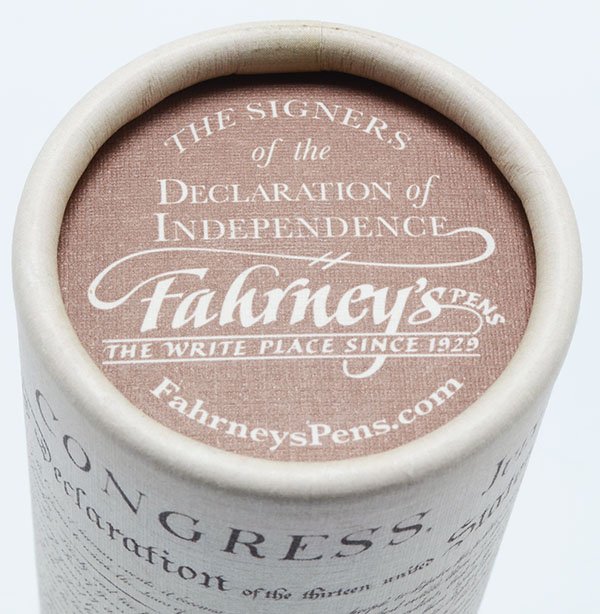 THE SIGNERS
of the
DECLARATION of
INDEPENDENCE
Fahrney's PENS
THE WRITE PLACE SINCE 1929
FahrneysPens.com
CONGRESS,
Declaration of the thirteen united